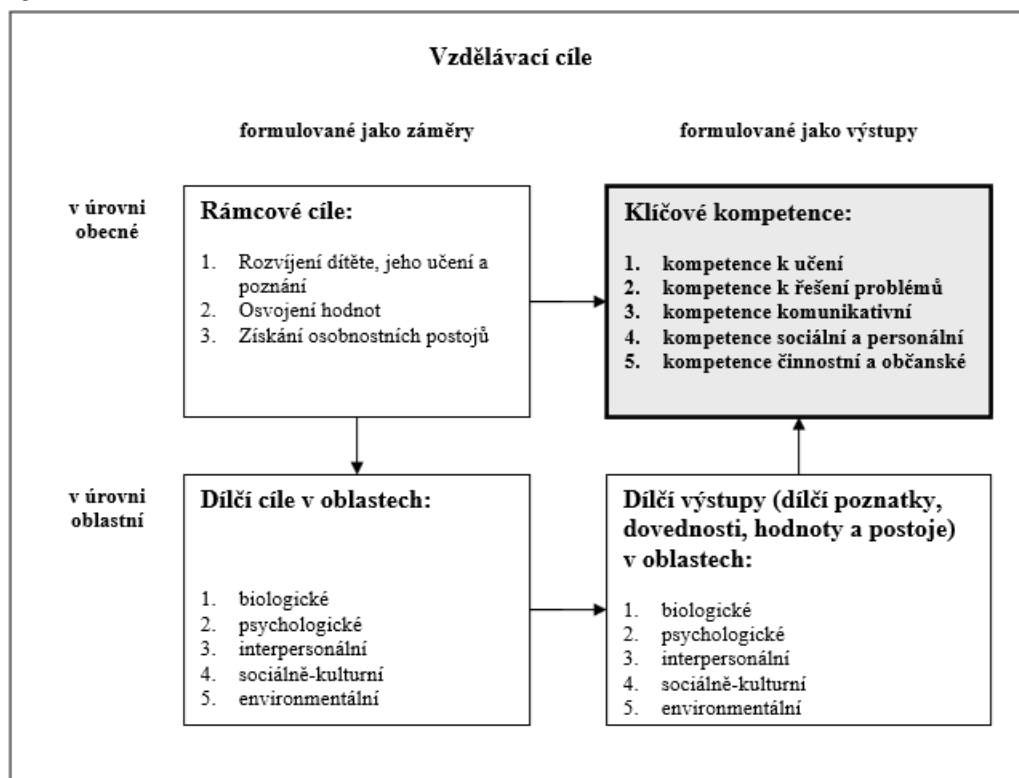 Vzdělávací cíle
formulované jako záměry
formulované jako výstupy
v úrovni
obecné
Rámcové cíle:
1. Rozvíjení dítěte, jeho učení a
poznání
2. Osvojení hodnot
3. Získání osobnostních postojů
Klíčové kompetence:
1. kompetence k učení
2. kompetence k řešení problémů
3. kompetence komunikativní
4. kompetence sociální a personální
5. kompetence činnostní a občanské
v úrovni
oblastní
Dílčí cíle v oblastech:
1. biologické
2. psychologické
3. interpersonální
4. sociálně-kulturní
5. environmentální
Dílčí výstupy (dílčí poznatky,
dovednosti, hodnoty a postoje)
v oblastech:
1. biologické
2. psychologické
3. interpersonální
4. sociálně-kulturní
5. environmentální